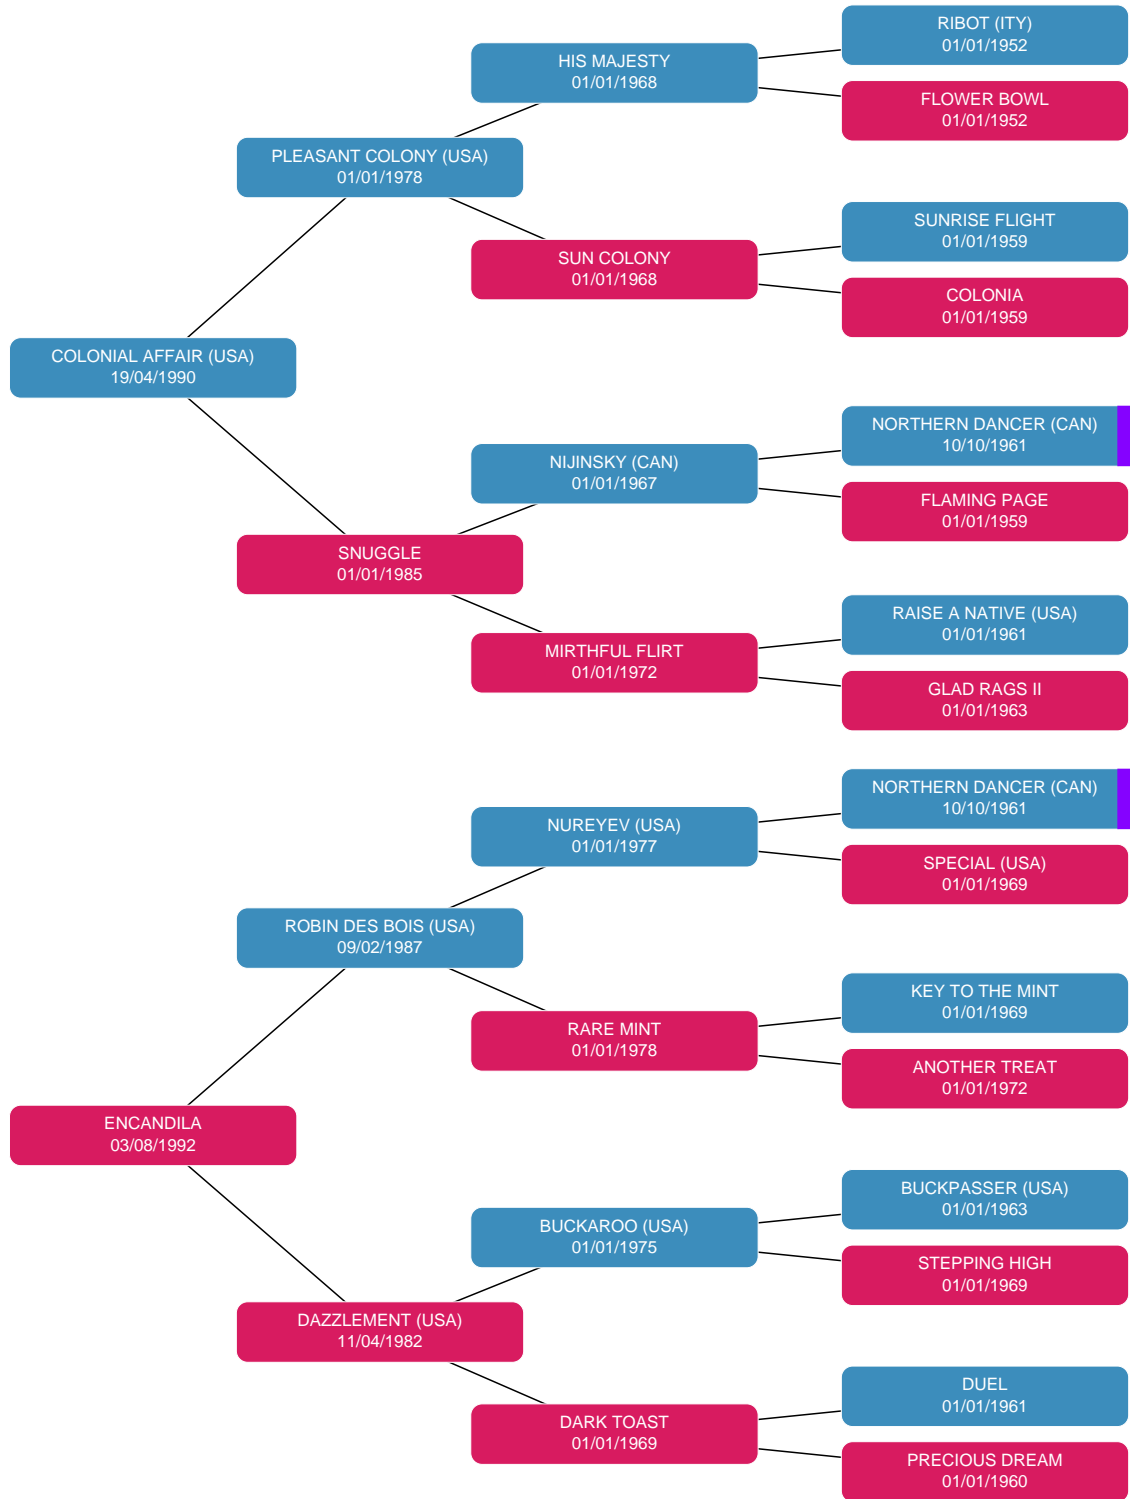 RIBOT (ITY)
01/01/1952
HIS MAJESTY
01/01/1968
FLOWER BOWL
01/01/1952
PLEASANT COLONY (USA)
01/01/1978
SUNRISE FLIGHT
01/01/1959
SUN COLONY
01/01/1968
COLONIA
01/01/1959
COLONIAL AFFAIR (USA)
19/04/1990
NORTHERN DANCER (CAN)
10/10/1961
NIJINSKY (CAN)
01/01/1967
FLAMING PAGE
01/01/1959
SNUGGLE
01/01/1985
RAISE A NATIVE (USA)
01/01/1961
MIRTHFUL FLIRT
01/01/1972
GLAD RAGS II
01/01/1963
NORTHERN DANCER (CAN)
10/10/1961
NUREYEV (USA)
01/01/1977
SPECIAL (USA)
01/01/1969
ROBIN DES BOIS (USA)
09/02/1987
KEY TO THE MINT
01/01/1969
RARE MINT
01/01/1978
ANOTHER TREAT
01/01/1972
ENCANDILA
03/08/1992
BUCKPASSER (USA)
01/01/1963
BUCKAROO (USA)
01/01/1975
STEPPING HIGH
01/01/1969
DAZZLEMENT (USA)
11/04/1982
DUEL
01/01/1961
DARK TOAST
01/01/1969
PRECIOUS DREAM
01/01/1960